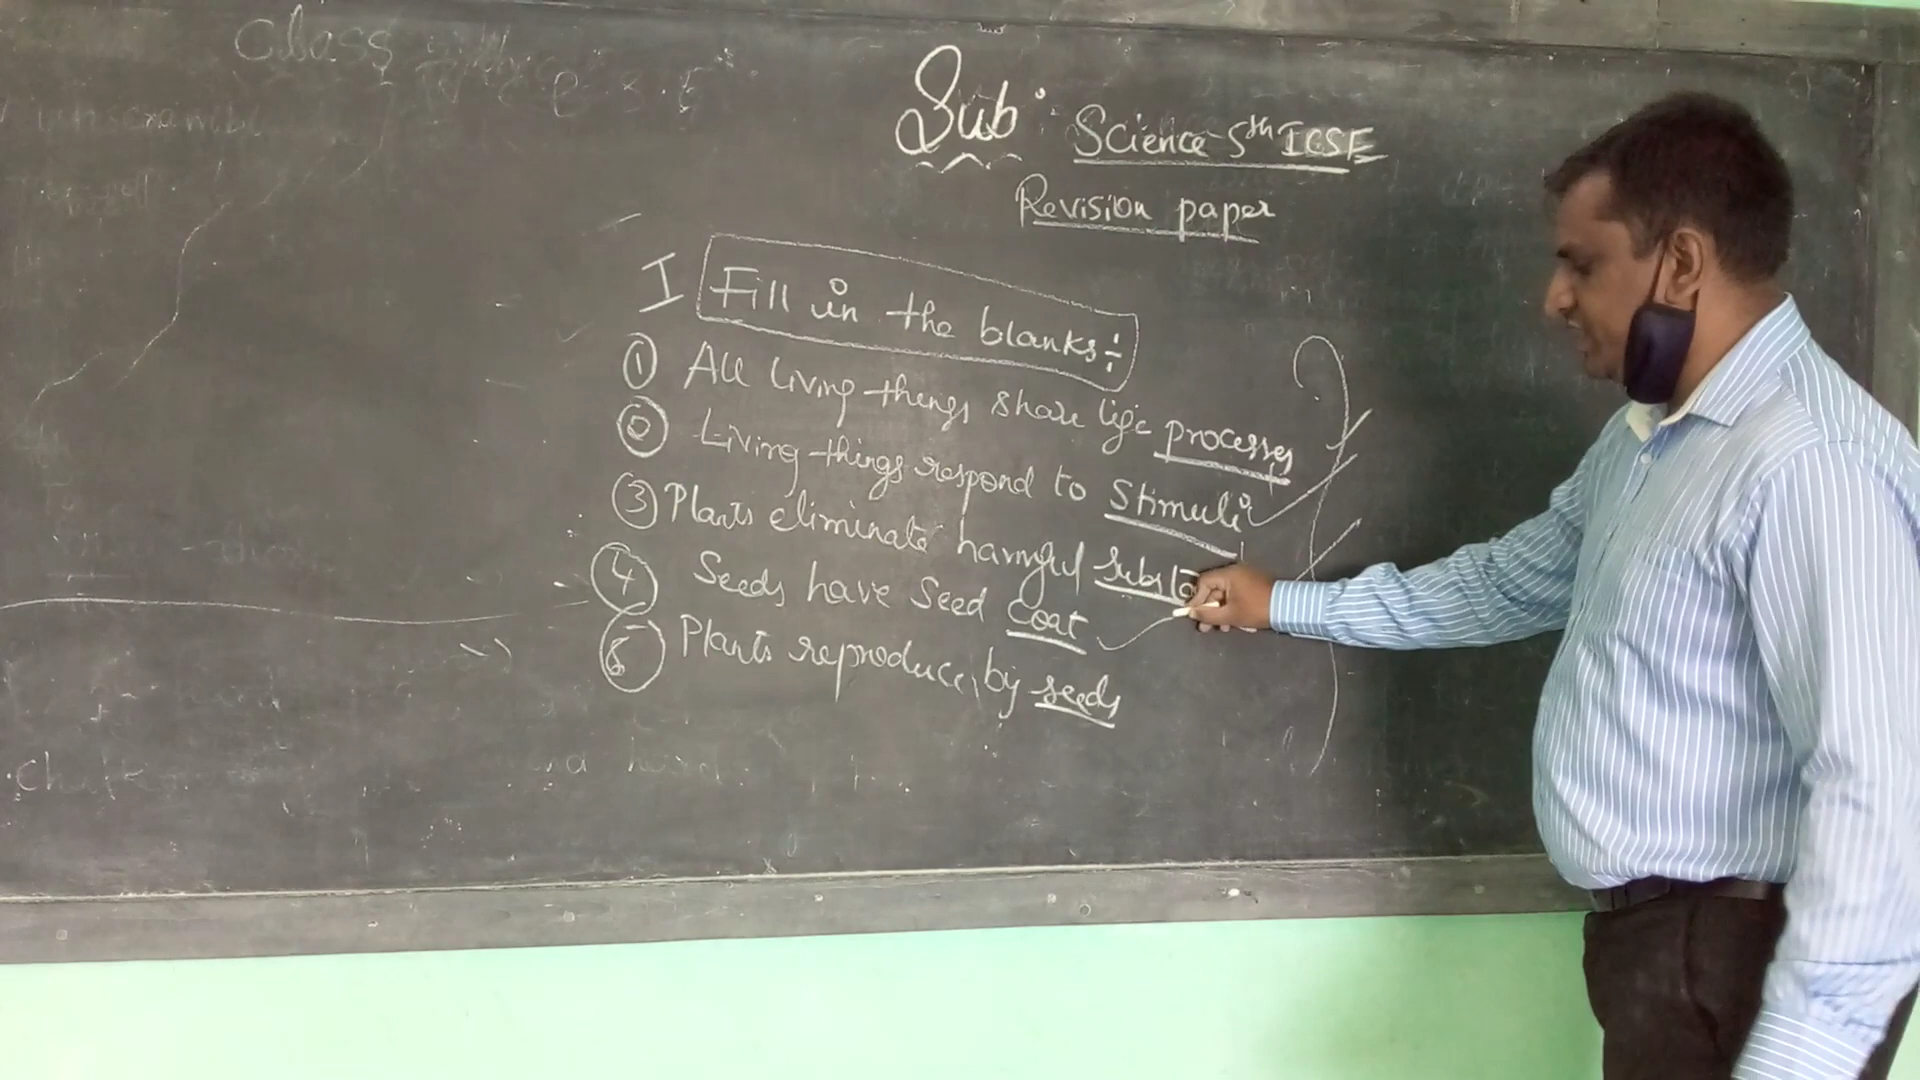 Class
Sub: Science 5th ICSE
Revision paper
I Fill in the blanks:
① All living things share life processes
② Living things respond to Stimuli
③ Plants eliminate harmful
④ Seeds have Seed coat
⑤ Plants reproduce by seeds